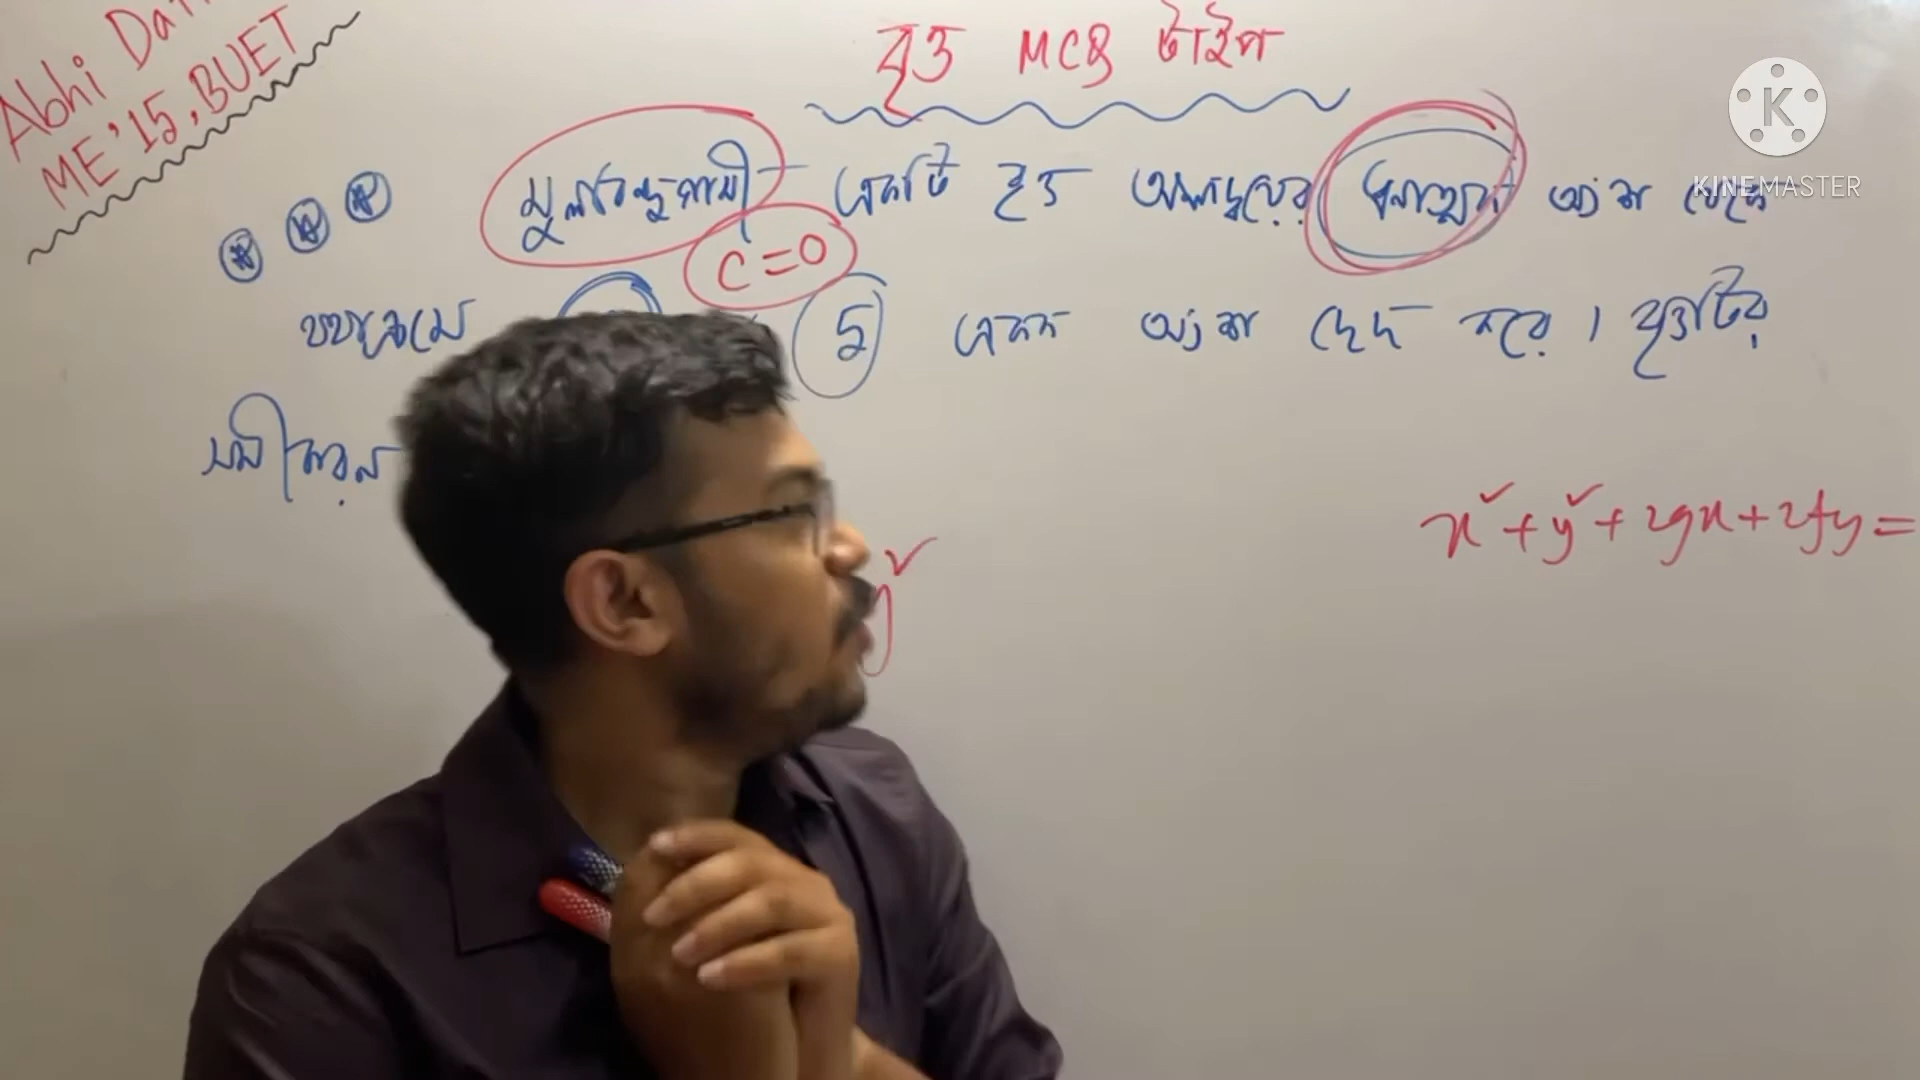 Abhi Dat
ME'15, BUET
বৃত্ত MCQ টাইপ
মূলবিন্দুগামী একটি বৃত্ত অক্ষদ্বয়ের ধনাত্মক অংশ থেকে
C=0
যথাক্রমে 5 একক অংশ ছেদ করে। বৃত্তটির
সমীকরণ
x²+y²+2gx+2fy=
KINEMASTER